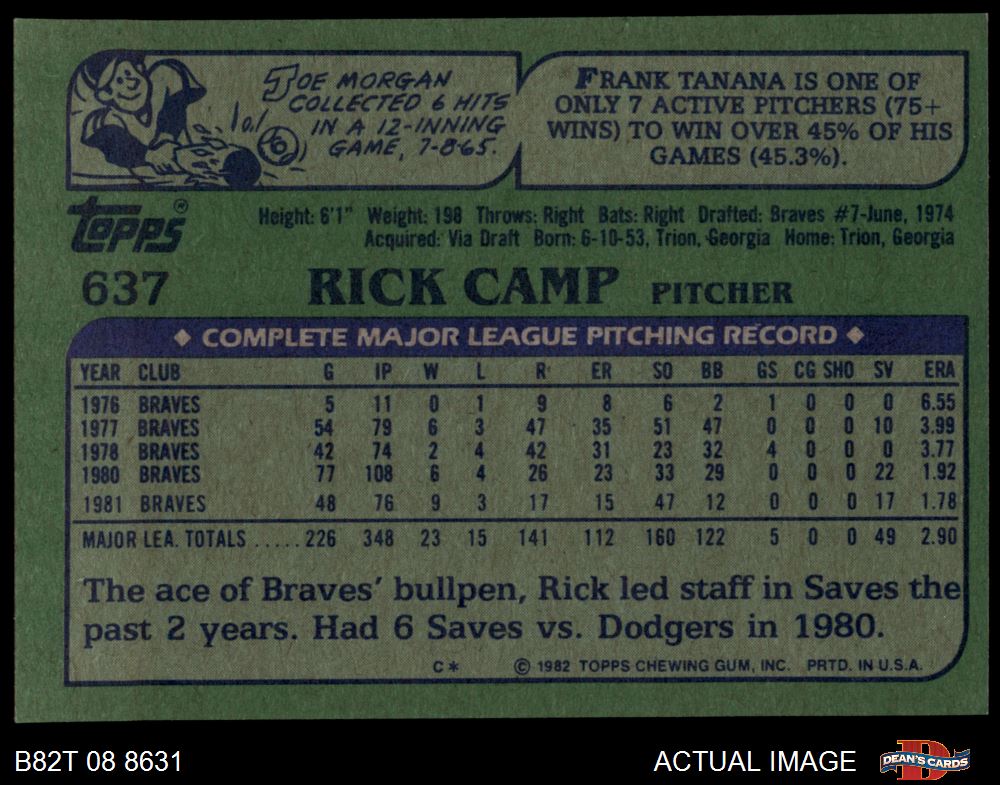 JOE MORGAN
COLLECTED 6 HITS
IN A 12-INNING
GAME, 7-8-65.
6
FRANK TANANA IS ONE OF
ONLY 7 ACTIVE PITCHERS (75+
WINS) TO WIN OVER 45% OF HIS
GAMES (45.3%).
TOPPS®
Height: 6'1" Weight: 198 Throws: Right Bats: Right Drafted: Braves #7-June, 1974
Acquired: Via Draft Born: 6-10-53, Trion, Georgia Home: Trion, Georgia
637 RICK CAMP PITCHER
◆ COMPLETE MAJOR LEAGUE PITCHING RECORD ◆
YEAR CLUB G IP W L R ER SO BB GS CG SHO SV ERA
1976 BRAVES 5 11 0 1 9 8 6 2 1 0 0 0 6.55
1977 BRAVES 54 79 6 3 47 35 51 47 0 0 0 10 3.99
1978 BRAVES 42 74 2 4 42 31 23 32 4 0 0 0 3.77
1980 BRAVES 77 108 6 4 26 23 33 29 0 0 0 22 1.92
1981 BRAVES 48 76 9 3 17 15 47 12 0 0 0 17 1.78
MAJOR LEA. TOTALS ..... 226 348 23 15 141 112 160 122 5 0 0 49 2.90
The ace of Braves' bullpen, Rick led staff in Saves the
past 2 years. Had 6 Saves vs. Dodgers in 1980.
C* © 1982 TOPPS CHEWING GUM, INC. PRTD. IN U.S.A.
B82T 08 8631 ACTUAL IMAGE D DEAN'S CARDS